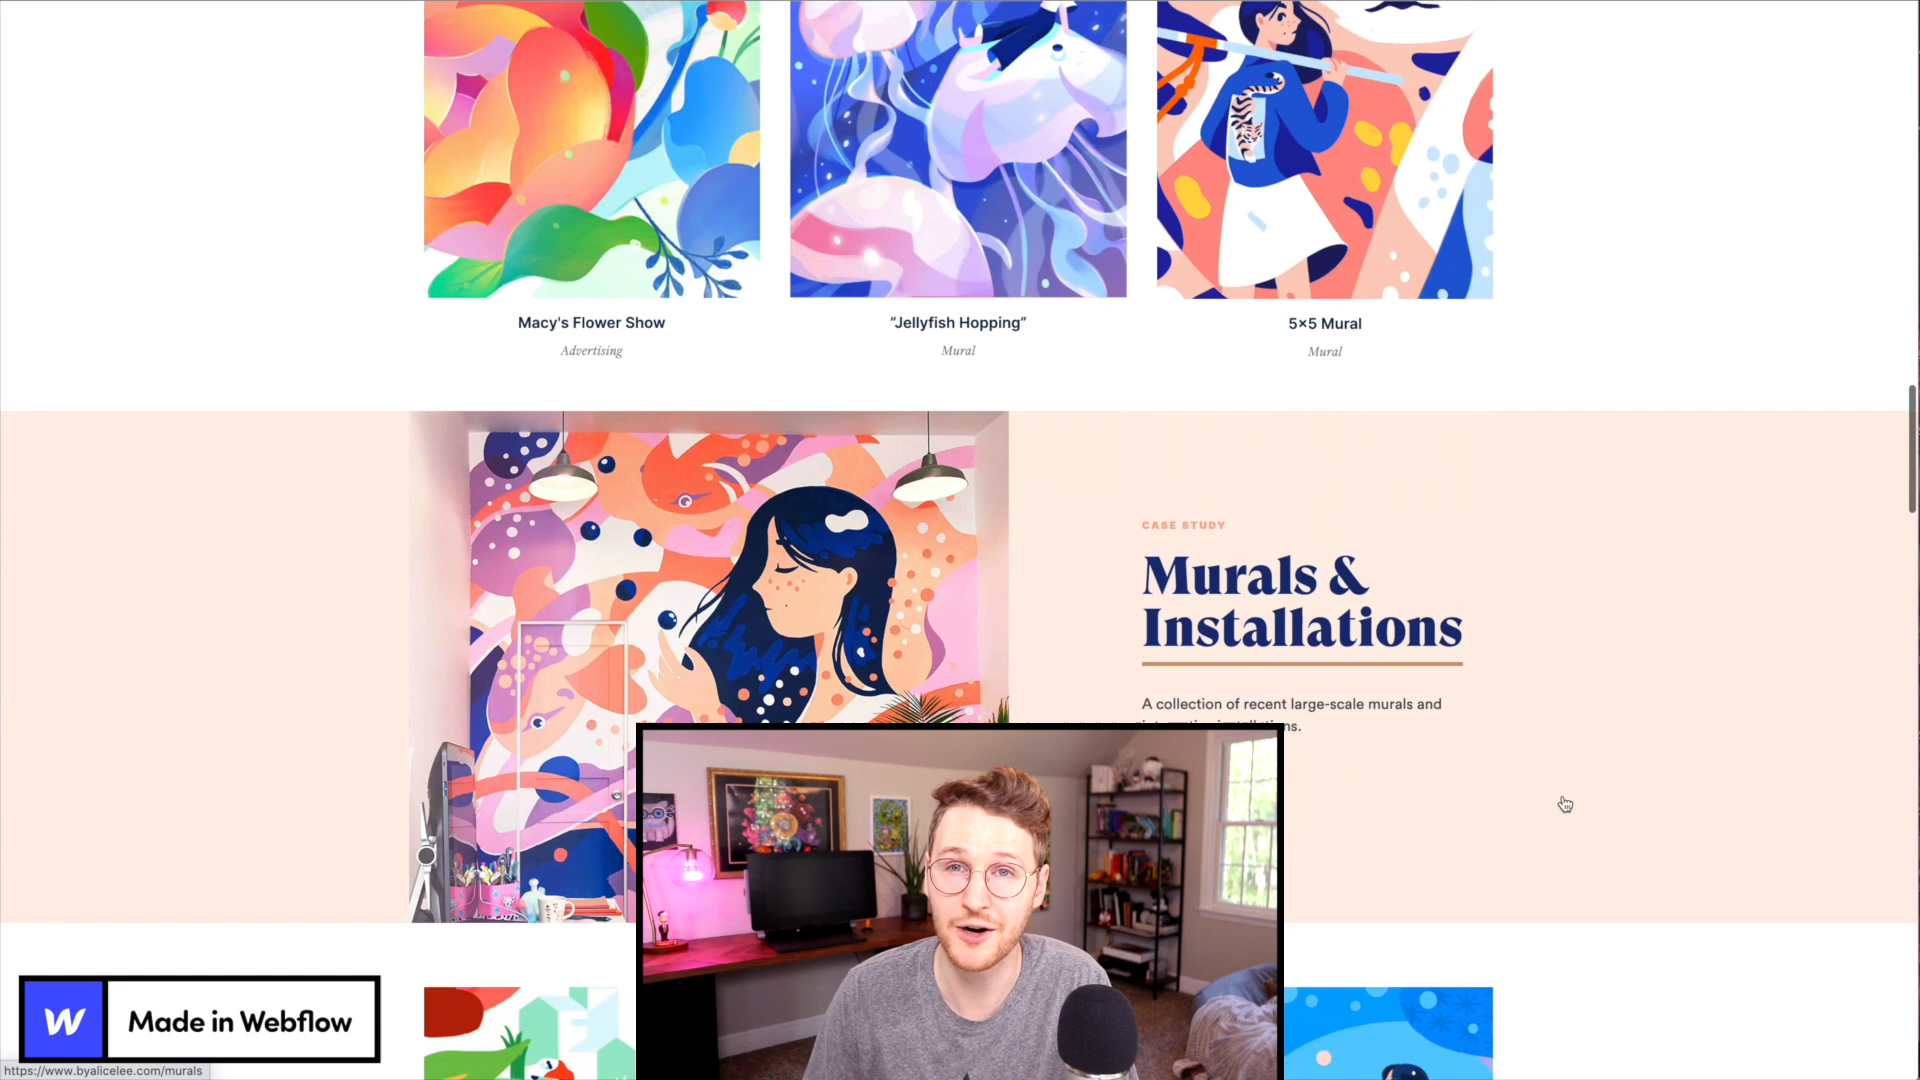 Macy's Flower Show
Advertising
"Jellyfish Hopping"
Mural
5×5 Mural
Mural
CASE STUDY
Murals &
Installations
A collection of recent large-scale murals and
Made in Webflow
https://www.byalicelee.com/murals